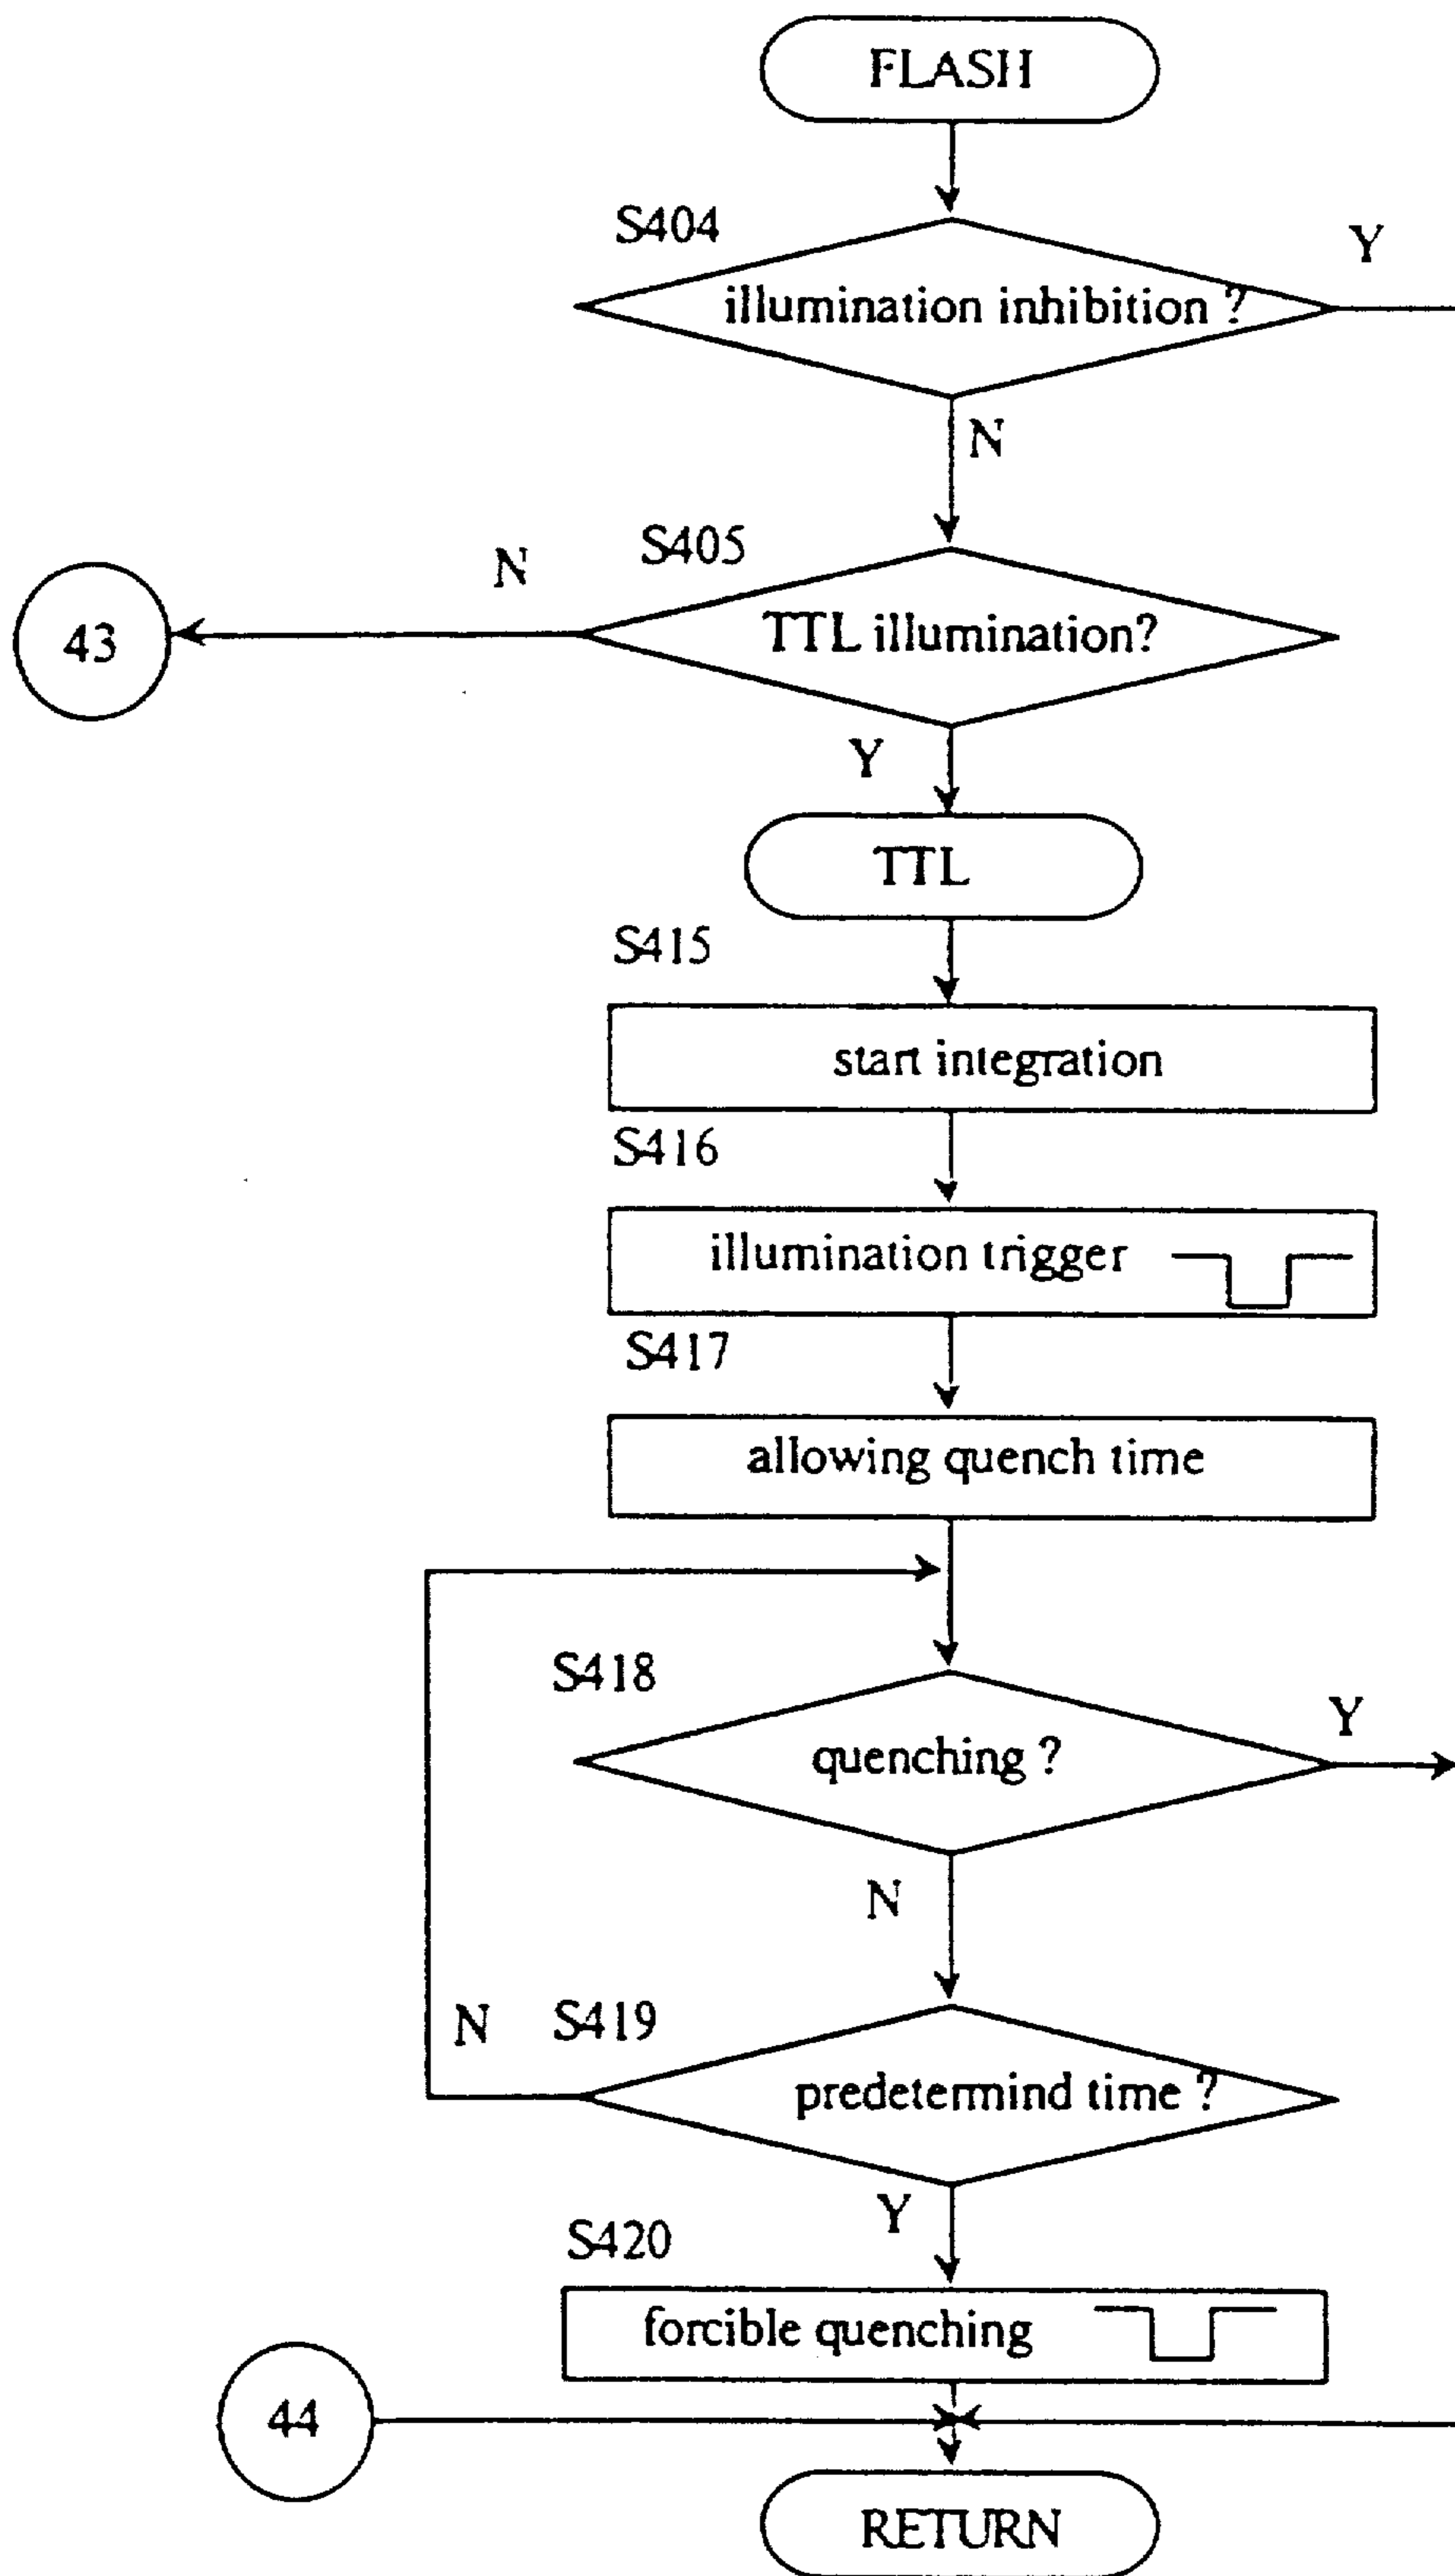 FLASH
S404
Y
illumination inhibition ?
N
S405
N
43
TTL illumination?
Y
TTL
S415
start integration
S416
illumination trigger
S417
allowing quench time
S418
Y
quenching ?
N
S419
N
predetermind time ?
Y
S420
forcible quenching
44
RETURN